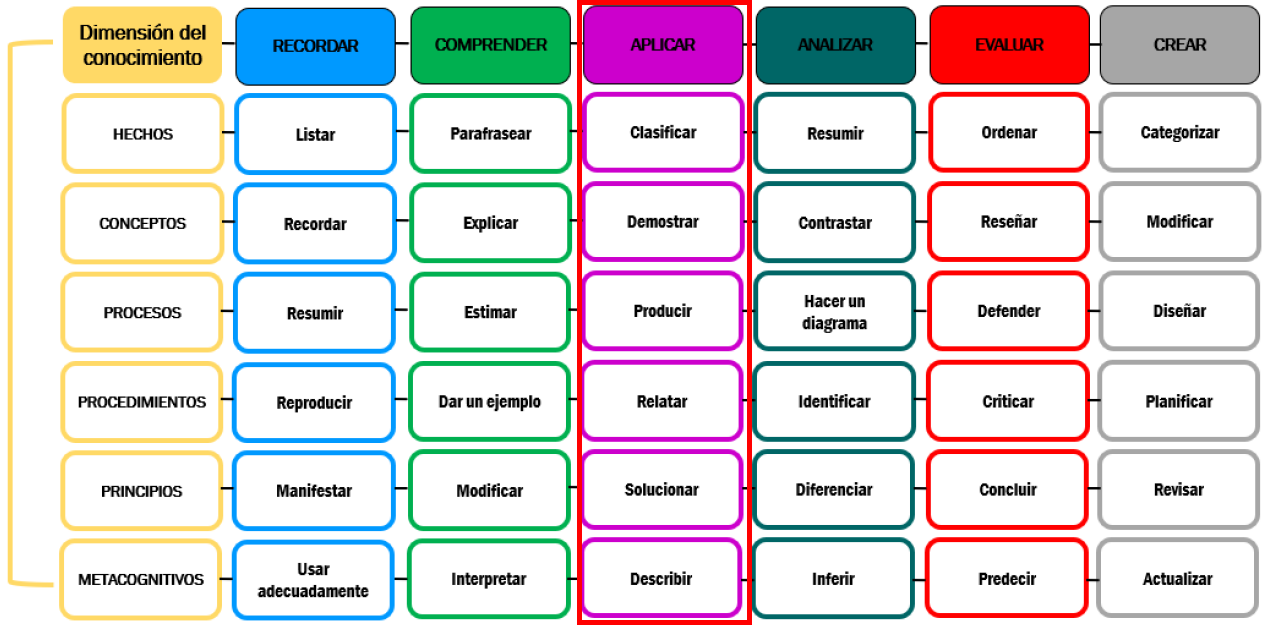 Dimensión del
conocimiento
RECORDAR
COMPRENDER
APLICAR
ANALIZAR
EVALUAR
CREAR
HECHOS
Listar
Parafrasear
Clasificar
Resumir
Ordenar
Categorizar
CONCEPTOS
Recordar
Explicar
Demostrar
Contrastar
Reseñar
Modificar
PROCESOS
Resumir
Estimar
Producir
Hacer un
diagrama
Defender
Diseñar
PROCEDIMIENTOS
Reproducir
Dar un ejemplo
Relatar
Identificar
Criticar
Planificar
PRINCIPIOS
Manifestar
Modificar
Solucionar
Diferenciar
Concluir
Revisar
METACOGNITIVOS
Usar
adecuadamente
Interpretar
Describir
Inferir
Predecir
Actualizar